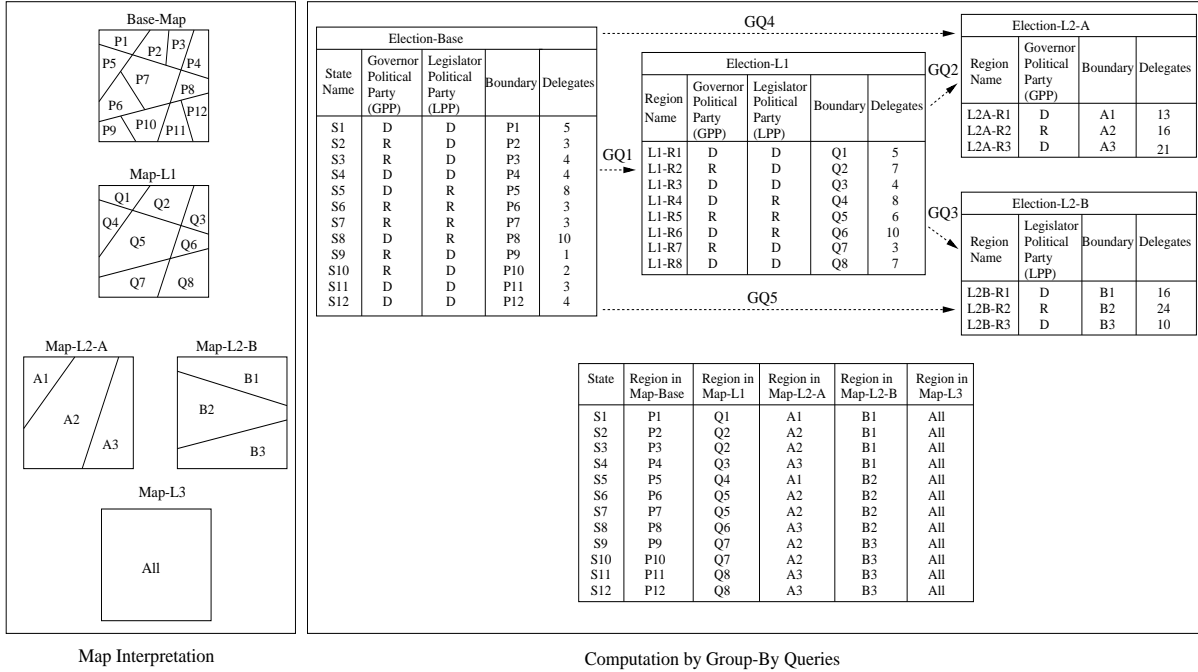 Base-Map
P1 P2 P3
P5 P7 P4
P6 P8
P9 P10 P11 P12
Map-L1
Q1 Q2 Q3
Q4 Q5 Q6
Q7 Q8
Map-L2-A Map-L2-B
A1 A2 A3
B1 B2 B3
Map-L3
All
Map Interpretation
Election-Base
State Name Governor Political Party (GPP) Legislator Political Party (LPP) Boundary Delegates
S1 D D P1 5
S2 R D P2 3
S3 R D P3 4
S4 D D P4 4
S5 D R P5 8
S6 R R P6 3
S7 R R P7 3
S8 D R P8 10
S9 R D P9 1
S10 R D P10 2
S11 D D P11 3
S12 D D P12 4
GQ1
GQ4
GQ5
Election-L1
Region Name Governor Political Party (GPP) Legislator Political Party (LPP) Boundary Delegates
L1-R1 D D Q1 5
L1-R2 R D Q2 7
L1-R3 D D Q3 4
L1-R4 D R Q4 8
L1-R5 R R Q5 6
L1-R6 D R Q6 10
L1-R7 R D Q7 3
L1-R8 D D Q8 7
GQ2
GQ3
Election-L2-A
Region Name Governor Political Party (GPP) Boundary Delegates
L2A-R1 D A1 13
L2A-R2 R A2 16
L2A-R3 D A3 21
Election-L2-B
Region Name Legislator Political Party (LPP) Boundary Delegates
L2B-R1 D B1 16
L2B-R2 R B2 24
L2B-R3 D B3 10
State Region in Map-Base Region in Map-L1 Region in Map-L2-A Region in Map-L2-B Region in Map-L3
S1 P1 Q1 A1 B1 All
S2 P2 Q2 A2 B1 All
S3 P3 Q2 A2 B1 All
S4 P4 Q3 A3 B1 All
S5 P5 Q4 A1 B2 All
S6 P6 Q5 A2 B2 All
S7 P7 Q5 A2 B2 All
S8 P8 Q6 A3 B2 All
S9 P9 Q7 A2 B3 All
S10 P10 Q7 A2 B3 All
S11 P11 Q8 A3 B3 All
S12 P12 Q8 A3 B3 All
Computation by Group-By Queries